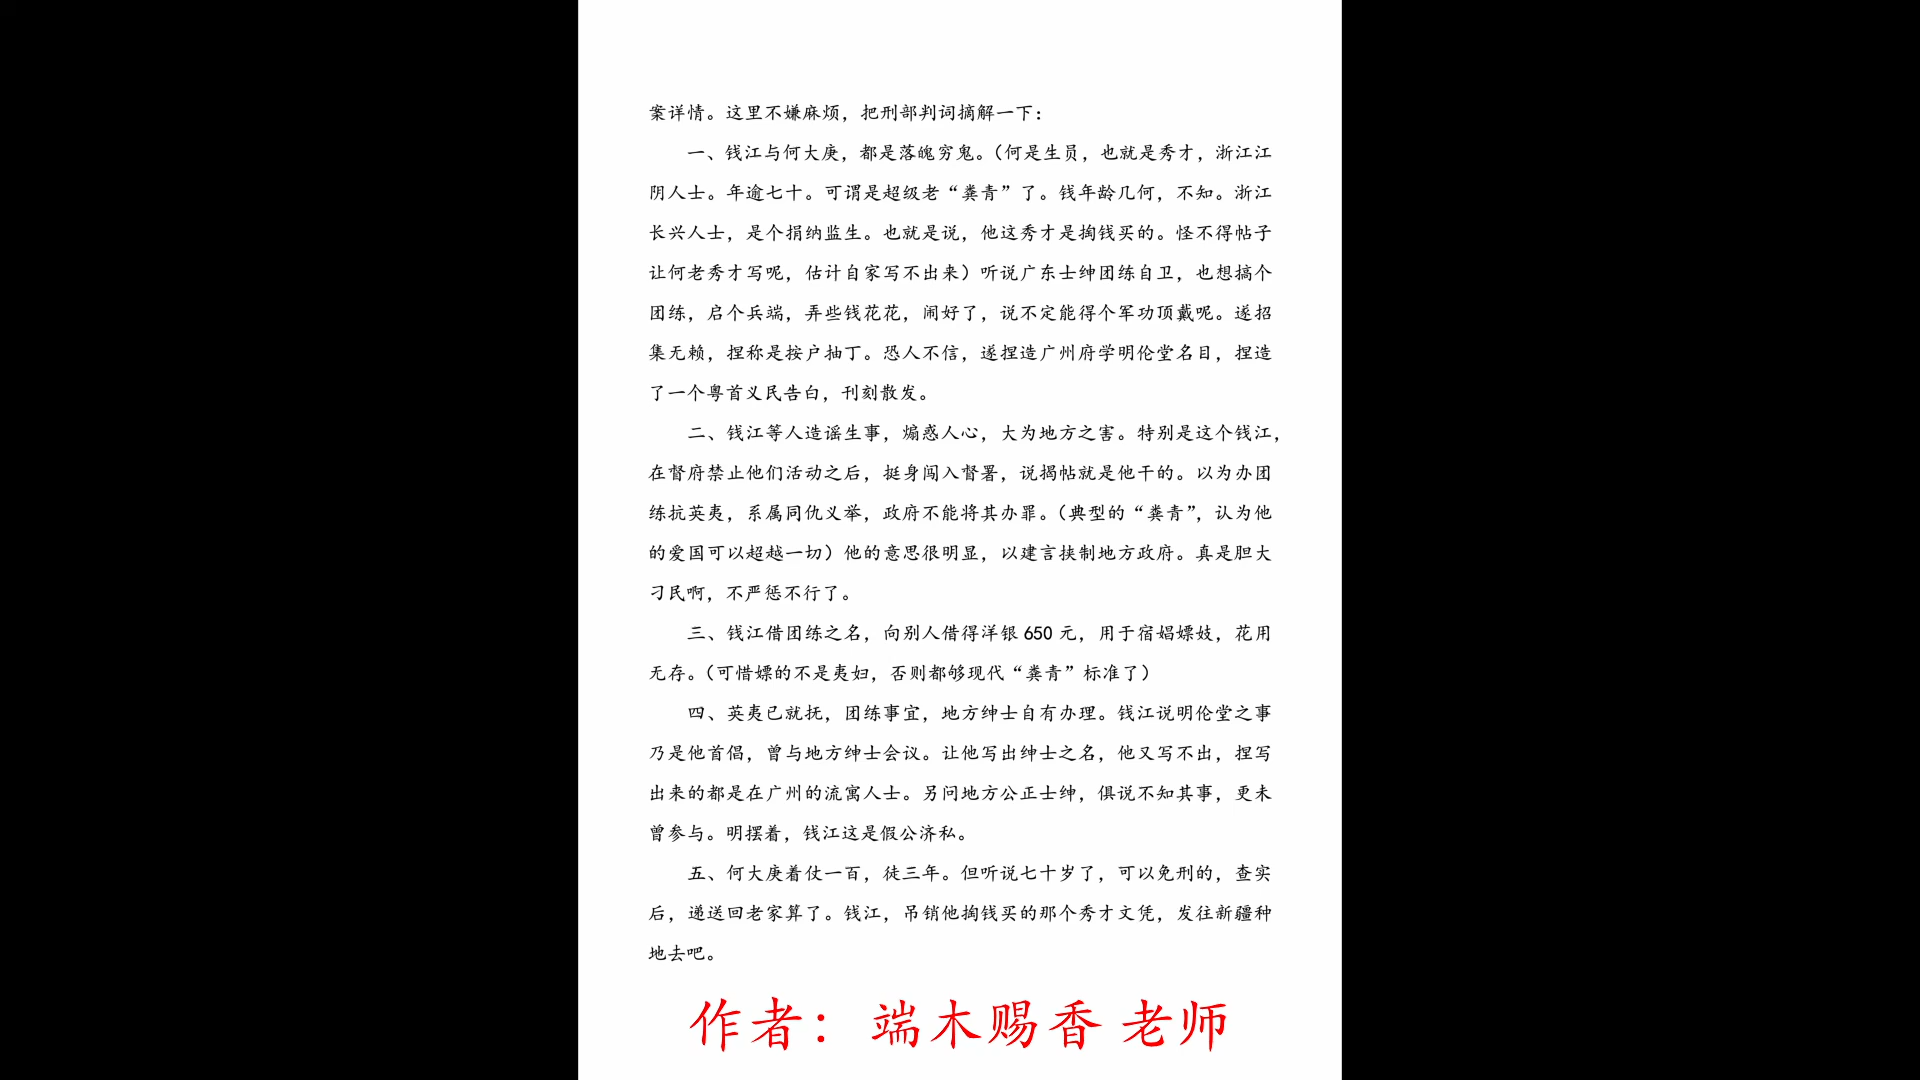 案详情。这里不嫌麻烦，把刑部判词摘解一下：
一、钱江与何大庚，都是落魄穷鬼。（何是生员，也就是秀才，浙江江
阴人士。年逾七十。可谓是超级老“粪青”了。钱年龄几何，不知。浙江
长兴人士，是个捐纳监生。也就是说，他这秀才是掏钱买的。怪不得帖子
让何老秀才写呢，估计自家写不出来）听说广东士绅团练自卫，也想搞个
团练，启个兵端，弄些钱花花，闹好了，说不定能得个军功顶戴呢。遂招
集无赖，捏称是按户抽丁。恐人不信，遂捏造广州府学明伦堂名目，捏造
了一个粤首义民告白，刊刻散发。
二、钱江等人造谣生事，煽惑人心，大为地方之害。特别是这个钱江，
在督府禁止他们活动之后，挺身闯入督署，说揭帖就是他干的。以为办团
练抗英夷，系属同仇义举，政府不能将其办罪。（典型的“粪青”，认为他
的爱国可以超越一切）他的意思很明显，以建言挟制地方政府。真是胆大
刁民啊，不严惩不行了。
三、钱江借团练之名，向别人借得洋银 650 元，用于宿娼嫖妓，花用
无存。（可惜嫖的不是夷妇，否则都够现代“粪青”标准了）
四、英夷已就抚，团练事宜，地方绅士自有办理。钱江说明伦堂之事
乃是他首倡，曾与地方绅士会议。让他写出绅士之名，他又写不出，捏写
出来的都是在广州的流寓人士。另问地方公正士绅，俱说不知其事，更未
曾参与。明摆着，钱江这是假公济私。
五、何大庚着仗一百，徒三年。但听说七十岁了，可以免刑的，查实
后，递送回老家算了。钱江，吊销他掏钱买的那个秀才文凭，发往新疆种
地去吧。
作者：端木赐香 老师